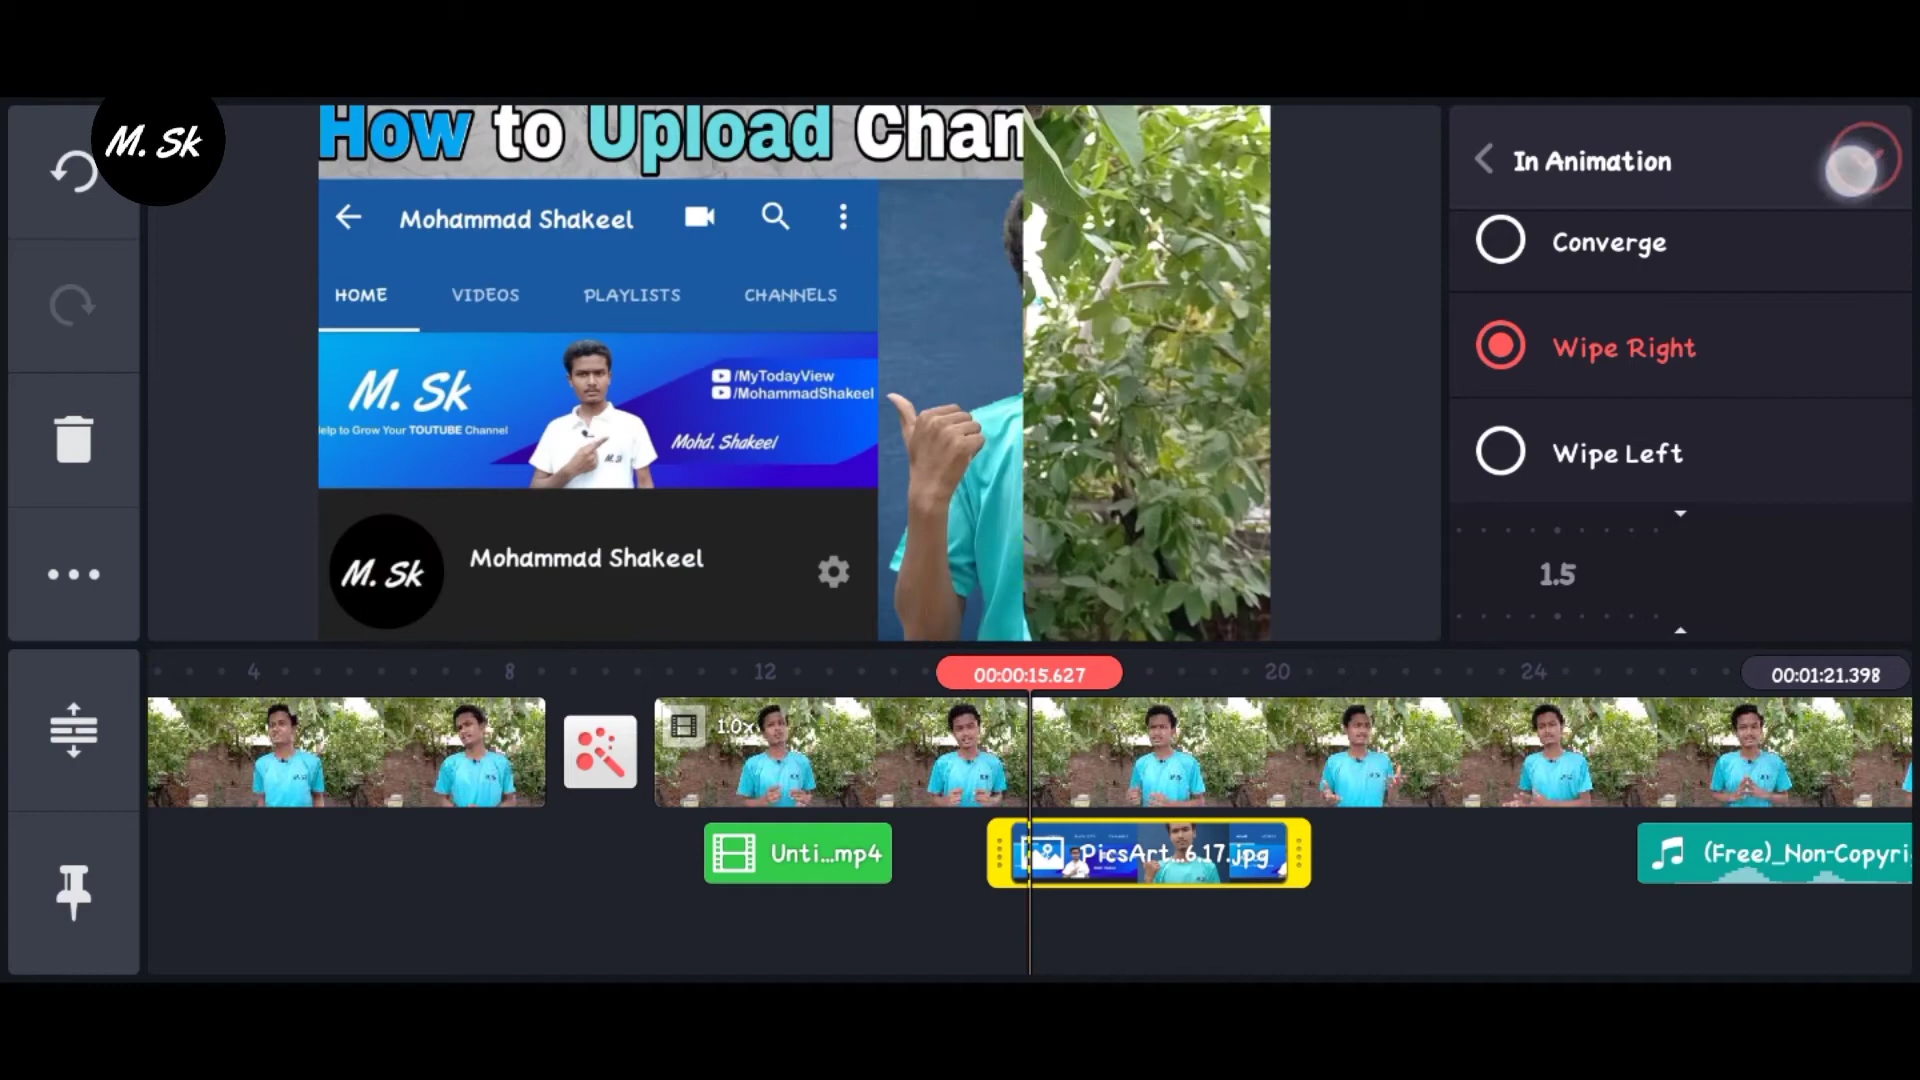 M. Sk
How to Upload Chan
Mohammad Shakeel
HOME VIDEOS PLAYLISTS CHANNELS
M. Sk
/MyTodayView
/MohammadShakeel
elp to Grow Your TOUTUBE Channel
Mohd. Shakeel
M.S
M. Sk
Mohammad Shakeel
In Animation
Converge
Wipe Right
Wipe Left
1.5
4 8 12 00:00:15.627 20 24 00:01:21.398
1.0x
Unti...mp4
PicsArt...6.17.jpg
(Free)_Non-Copyri